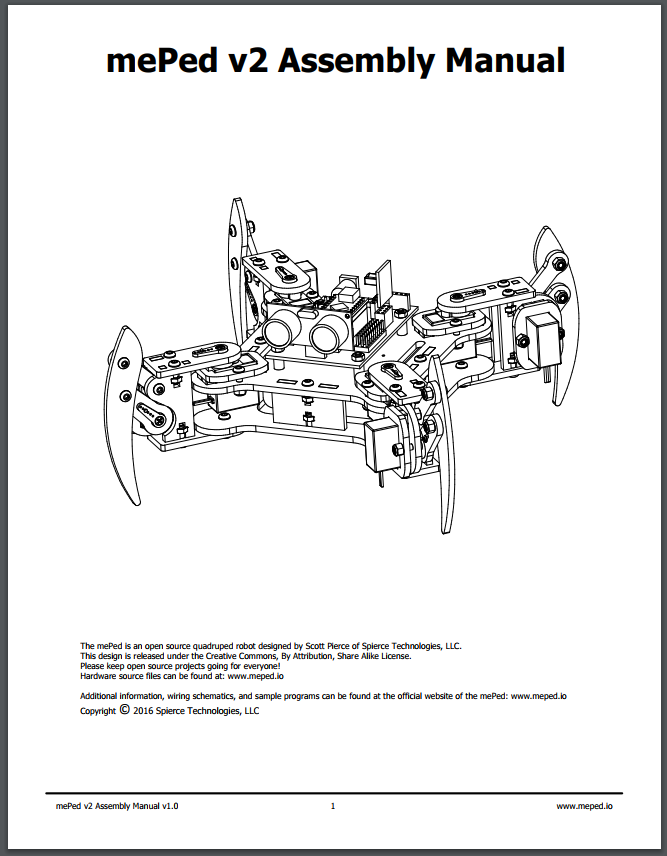 mePed v2 Assembly Manual
The mePed is an open source quadruped robot designed by Scott Pierce of Spierce Technologies, LLC.
This design is released under the Creative Commons, By Attribution, Share Alike License.
Please keep open source projects going for everyone!
Hardware source files can be found at: www.meped.io
Additional information, wiring schematics, and sample programs can be found at the official website of the mePed: www.meped.io
Copyright © 2016 Spierce Technologies, LLC
mePed v2 Assembly Manual v1.0 1 www.meped.io